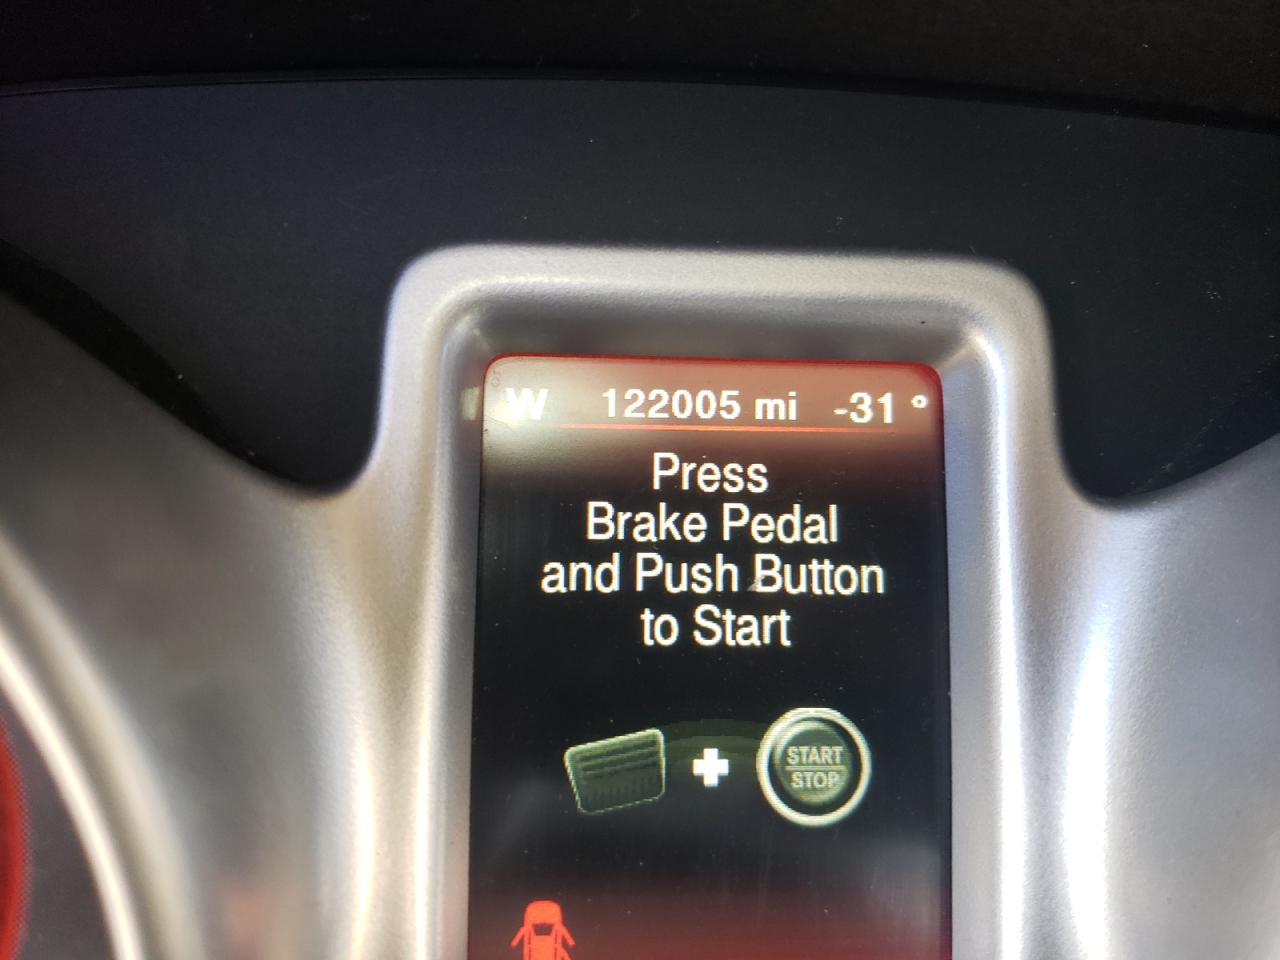 W 122005 mi -31 °
Press
Brake Pedal
and Push Button
to Start
START
STOP